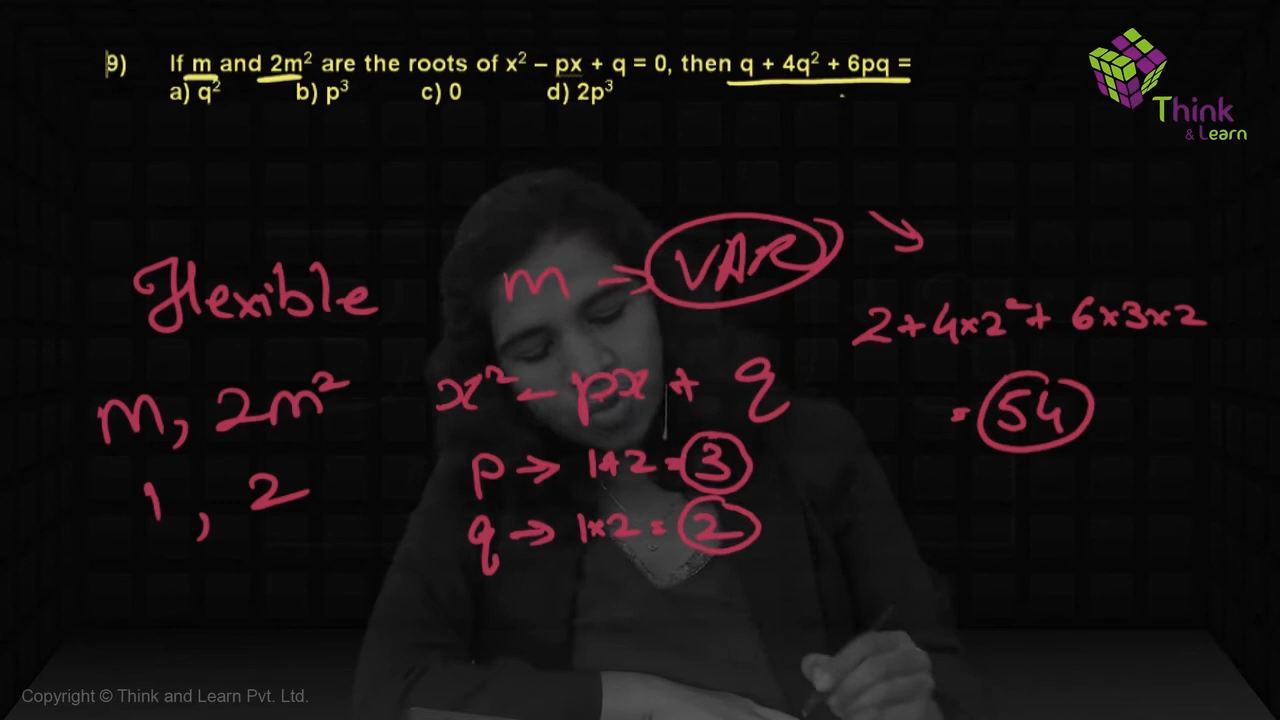 9) If m and 2m² are the roots of x² – px + q = 0, then q + 4q² + 6pq =
a) q² b) p³ c) 0 d) 2p³
Think
& Learn
Flexible
m → VAR
2+4×2²+ 6×3×2
= 54
m, 2m²
x² - px + q
1, 2
p → 1+2 = 3
q → 1×2 = 2
Copyright © Think and Learn Pvt. Ltd.